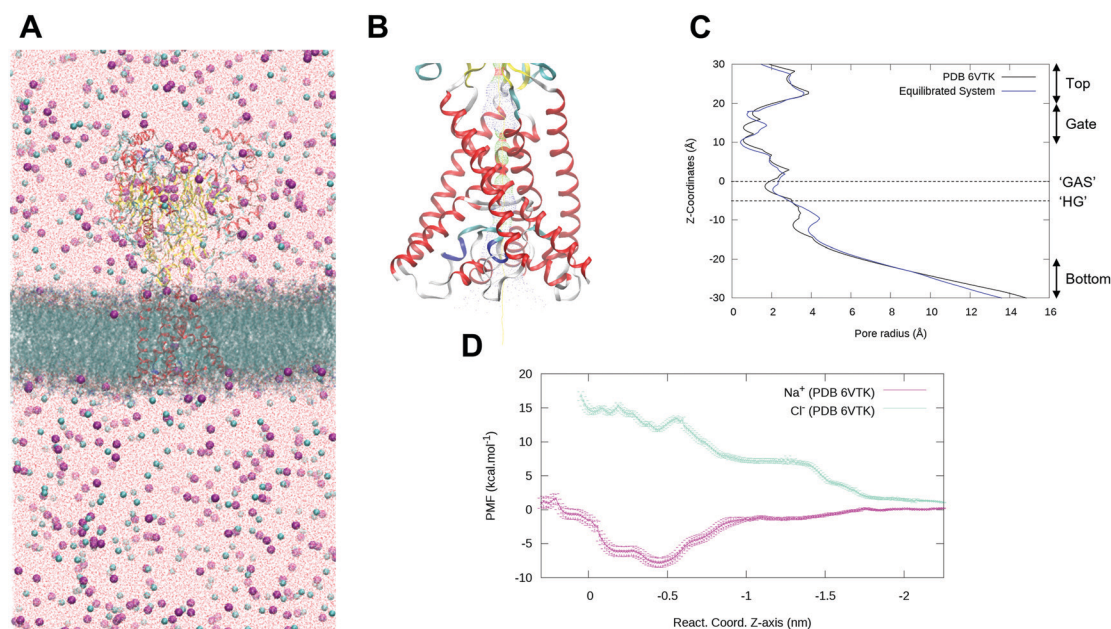 A
B
C
30
20
10
0
-10
-20
-30
Z-Coordinates (Å)
PDB 6VTK
Equilibrated System
Top
Gate
'GAS'
'HG'
Bottom
0 2 4 6 8 10 12 14 16
Pore radius (Å)
D
20
15
10
5
0
-5
-10
PMF (kcal.mol⁻¹)
Na⁺ (PDB 6VTK)
Cl⁻ (PDB 6VTK)
0 -0.5 -1 -1.5 -2
React. Coord. Z-axis (nm)